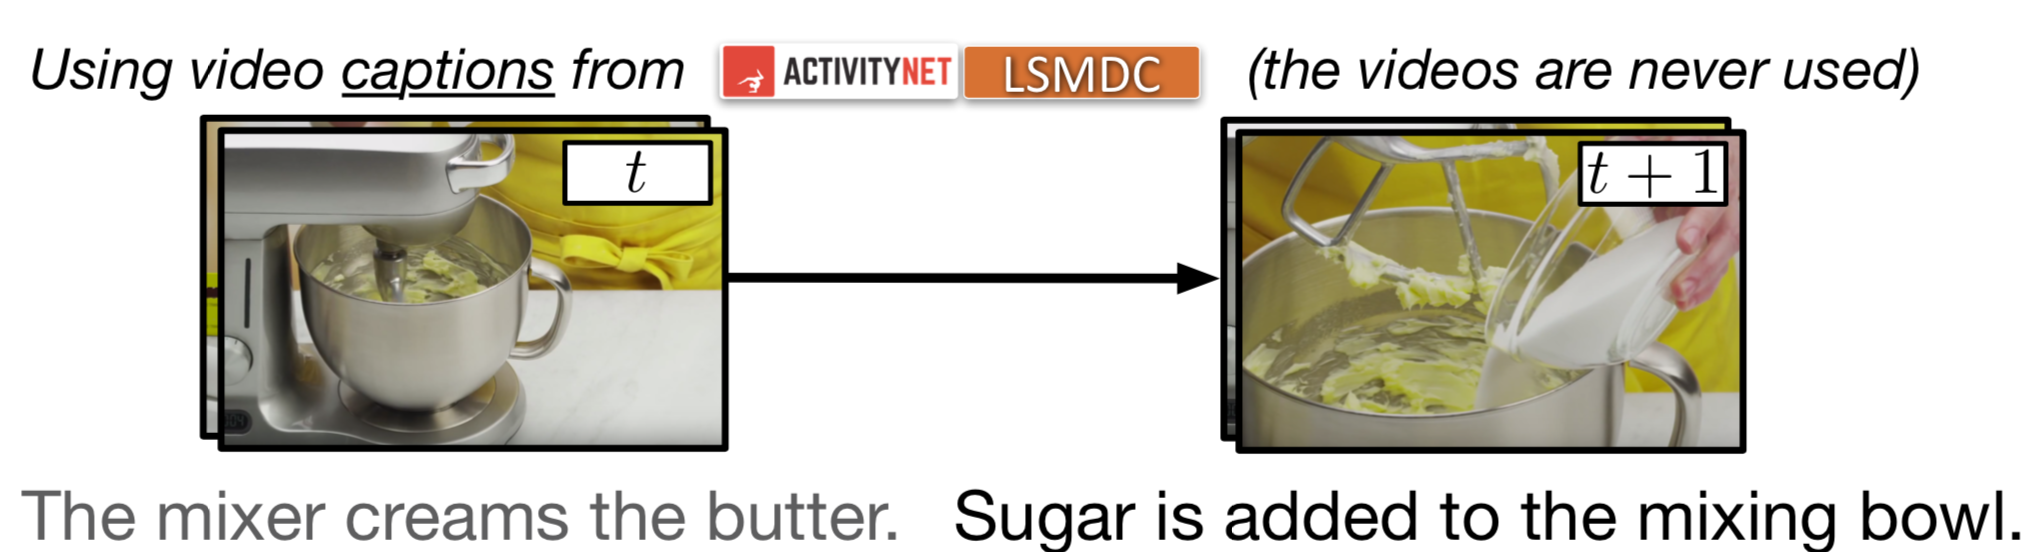 Using video captions from ACTIVITYNET LSMDC (the videos are never used)
t
t + 1
The mixer creams the butter. Sugar is added to the mixing bowl.